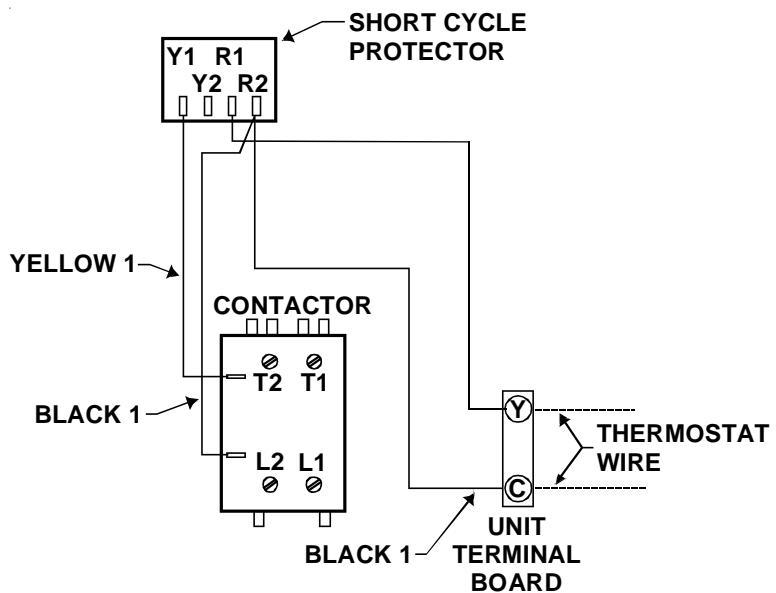 SHORT CYCLE
PROTECTOR
Y1 R1
Y2 R2
YELLOW 1
CONTACTOR
T2 T1
BLACK 1
L2 L1
Y
THERMOSTAT
WIRE
C
BLACK 1
UNIT
TERMINAL
BOARD